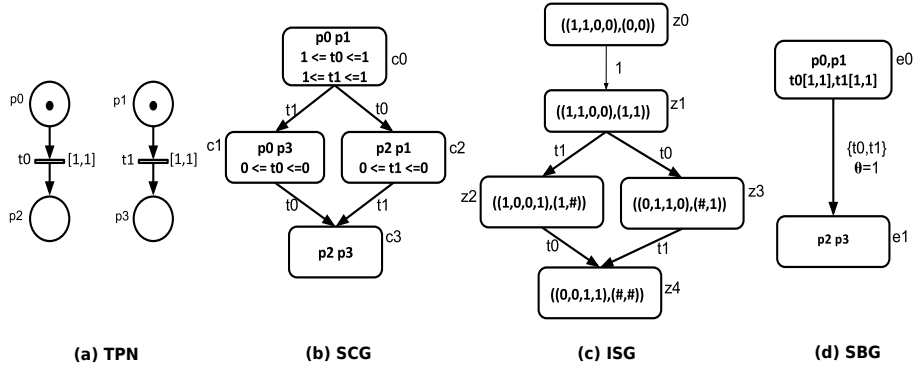 p0
p1
t0
[1,1]
t1
[1,1]
p2
p3
(a) TPN
p0 p1
1 <= t0 <=1
1<= t1 <=1
c0
t1
t0
c1
p0 p3
0 <= t0 <=0
p2 p1
0 <= t1 <=0
c2
t0
t1
c3
p2 p3
(b) SCG
((1,1,0,0),(0,0))
z0
1
((1,1,0,0),(1,1))
z1
t1
t0
z2
((1,0,0,1),(1,#))
((0,1,1,0),(#,1))
z3
t0
t1
((0,0,1,1),(#,#))
z4
(c) ISG
p0,p1
t0[1,1],t1[1,1]
e0
{t0,t1}
θ=1
p2 p3
e1
(d) SBG